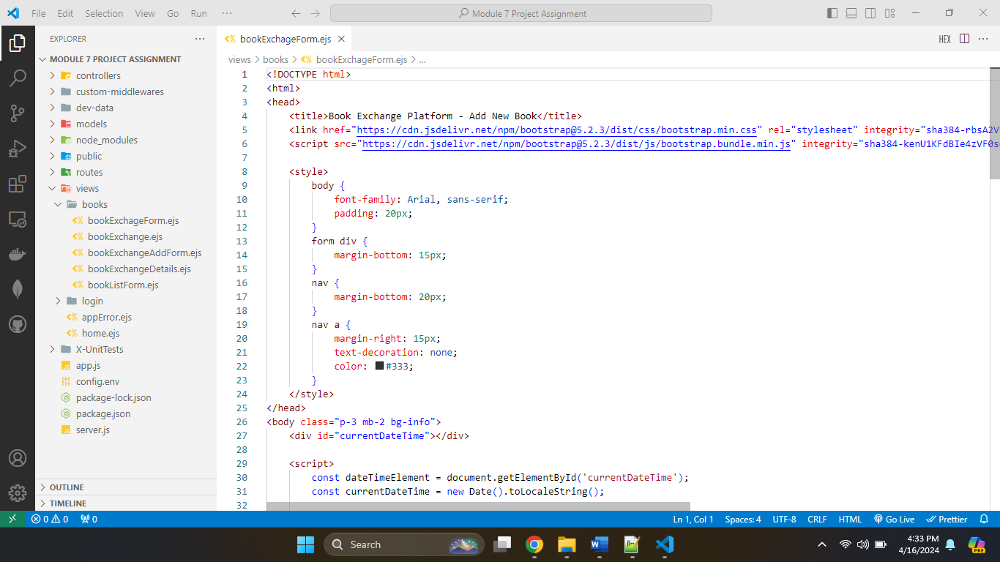 File Edit Selection View Go Run ··· Module 7 Project Assignment
EXPLORER ···
MODULE 7 PROJECT ASSIGNMENT
controllers
custom-middlewares
dev-data
models
node_modules
public
routes
views
books
bookExchageForm.ejs
bookExchange.ejs
bookExchangeAddForm.ejs
bookExchangeDetails.ejs
bookListForm.ejs
login
appError.ejs
home.ejs
X-UnitTests
JS app.js
config.env
package-lock.json
package.json
JS server.js
OUTLINE
TIMELINE
bookExchageForm.ejs HEX ···
views > books > bookExchageForm.ejs > ...
1 <!DOCTYPE html>
2 <html>
3 <head>
4 <title>Book Exchange Platform - Add New Book</title>
5 <link href="https://cdn.jsdelivr.net/npm/bootstrap@5.2.3/dist/css/bootstrap.min.css" rel="stylesheet" integrity="sha384-rbsA2V
6 <script src="https://cdn.jsdelivr.net/npm/bootstrap@5.2.3/dist/js/bootstrap.bundle.min.js" integrity="sha384-kenU1KFdBIe4zVF0s
7
8 <style>
9 body {
10 font-family: Arial, sans-serif;
11 padding: 20px;
12 }
13 form div {
14 margin-bottom: 15px;
15 }
16 nav {
17 margin-bottom: 20px;
18 }
19 nav a {
20 margin-right: 15px;
21 text-decoration: none;
22 color: #333;
23 }
24 </style>
25 </head>
26 <body class="p-3 mb-2 bg-info">
27 <div id="currentDateTime"></div>
28
29 <script>
30 const dateTimeElement = document.getElementById('currentDateTime');
31 const currentDateTime = new Date().toLocaleString();
32
0 0 0 Ln 1, Col 1 Spaces: 4 UTF-8 CRLF HTML Go Live Prettier
Search
4:33 PM
4/16/2024
PRE